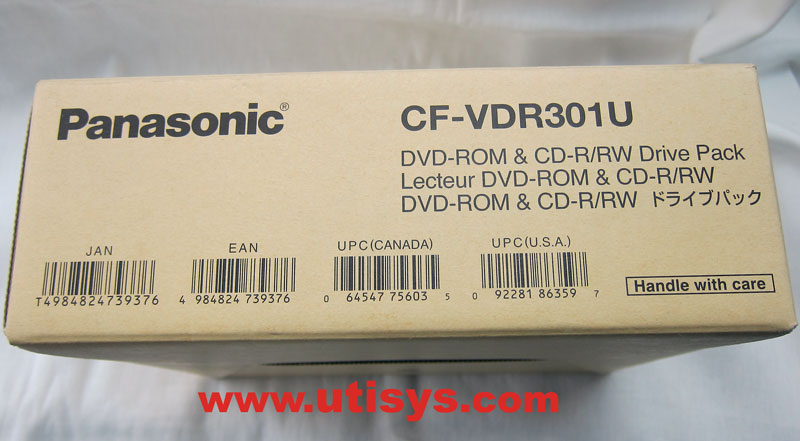 Panasonic®
CF-VDR301U
DVD-ROM & CD-R/RW Drive Pack
Lecteur DVD-ROM & CD-R/RW
DVD-ROM & CD-R/RW ドライブパック
JAN
T4984824739376
EAN
4 984824 739376
UPC(CANADA)
0 64547 75603 5
UPC(U.S.A.)
0 92281 86359 7
Handle with care
www.utisys.com